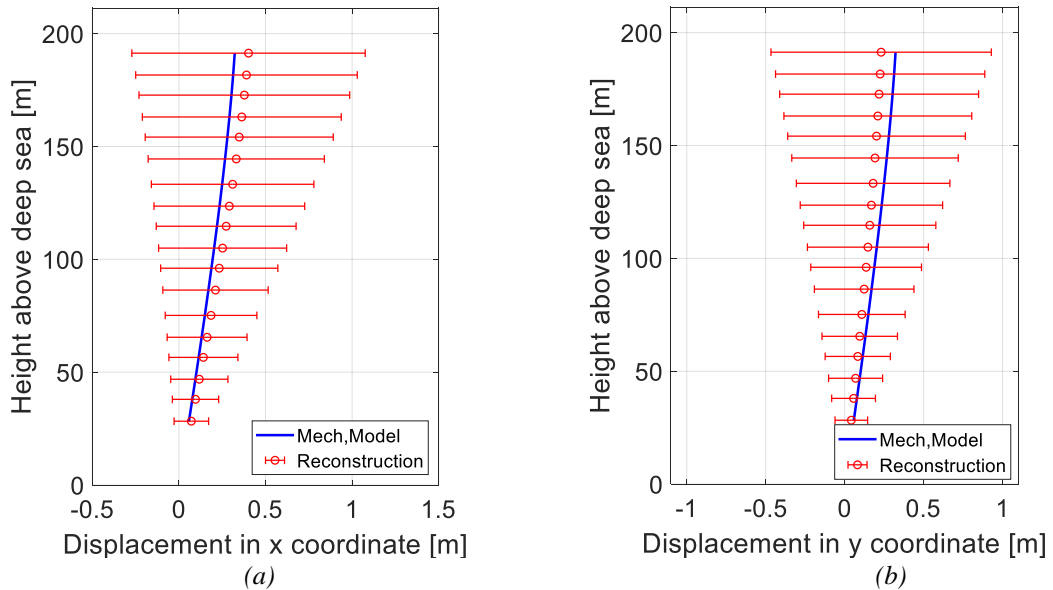 200
150
100
50
0
Height above deep sea [m]
-0.5 0 0.5 1 1.5
Displacement in x coordinate [m]
Mech,Model
Reconstruction
(a)
200
150
100
50
0
Height above deep sea [m]
-1 -0.5 0 0.5 1
Displacement in y coordinate [m]
Mech,Model
Reconstruction
(b)